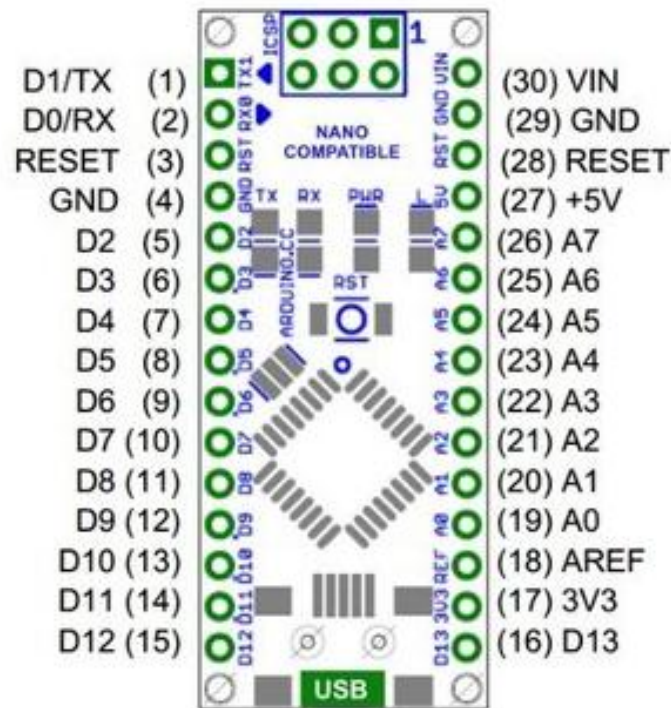 ICSP
1
D1/TX (1) TX1 VIN (30) VIN
D0/RX (2) RX0 GND (29) GND
NANO
COMPATIBLE
RESET (3) RST RST (28) RESET
GND (4) GND 5V (27) +5V
TX RX PWR L
D2 (5) D2 A7 (26) A7
D3 (6) D3 A6 (25) A6
ARDUINO.CC
RST
D4 (7) D4 A5 (24) A5
D5 (8) D5 A4 (23) A4
D6 (9) D6 A3 (22) A3
D7 (10) D7 A2 (21) A2
D8 (11) D8 A1 (20) A1
D9 (12) D9 A0 (19) A0
D10 (13) D10 REF (18) AREF
D11 (14) D11 3V3 (17) 3V3
D12 (15) D12 D13 (16) D13
USB